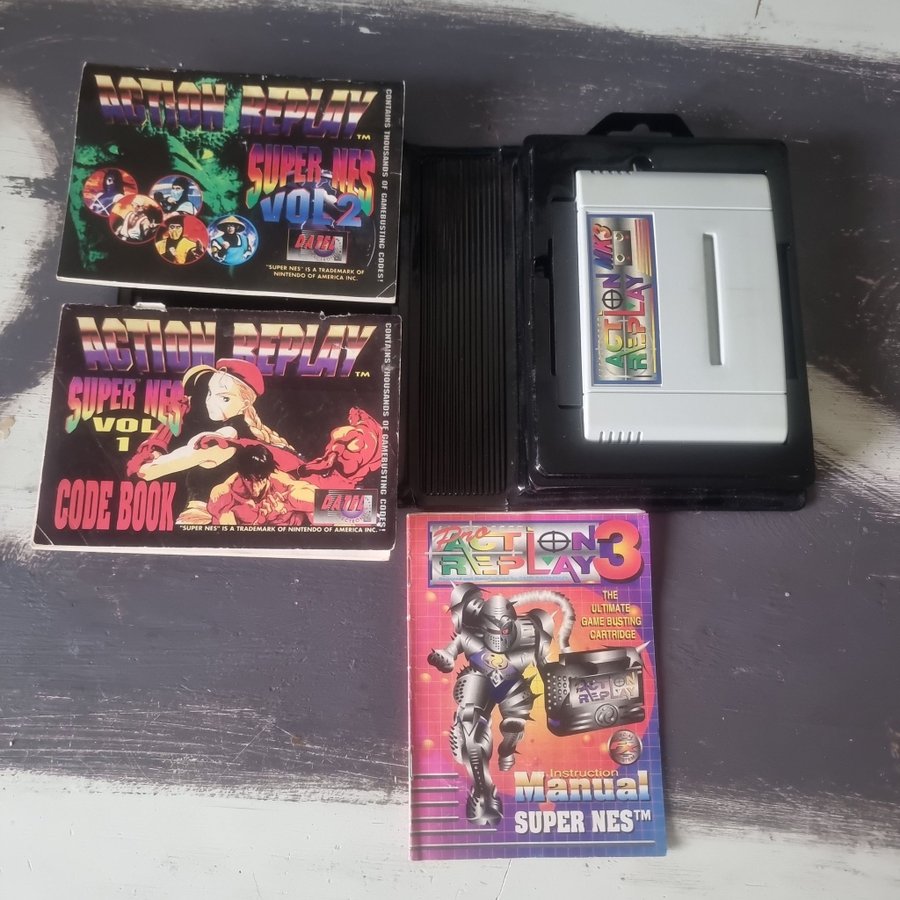 ACTION REPLAY™
SUPER NES
VOL 2
DATEL
"SUPER NES" IS A TRADEMARK OF
NINTENDO OF AMERICA INC.
CONTAINS THOUSANDS OF GAMEBUSTING CODES!
ACTION REPLAY™
SUPER NES
VOL
1
CODE BOOK
DATEL
"SUPER NES" IS A TRADEMARK OF NINTENDO OF AMERICA INC.
CONTAINS THOUSANDS OF GAMEBUSTING CODES!
ACTION
REPLAY
MK3
Pro
ACTION
REPLAY 3
THE
ULTIMATE
GAME BUSTING
CARTRIDGE
ACTION
REPLAY
Instruction
Manual
SUPER NES™